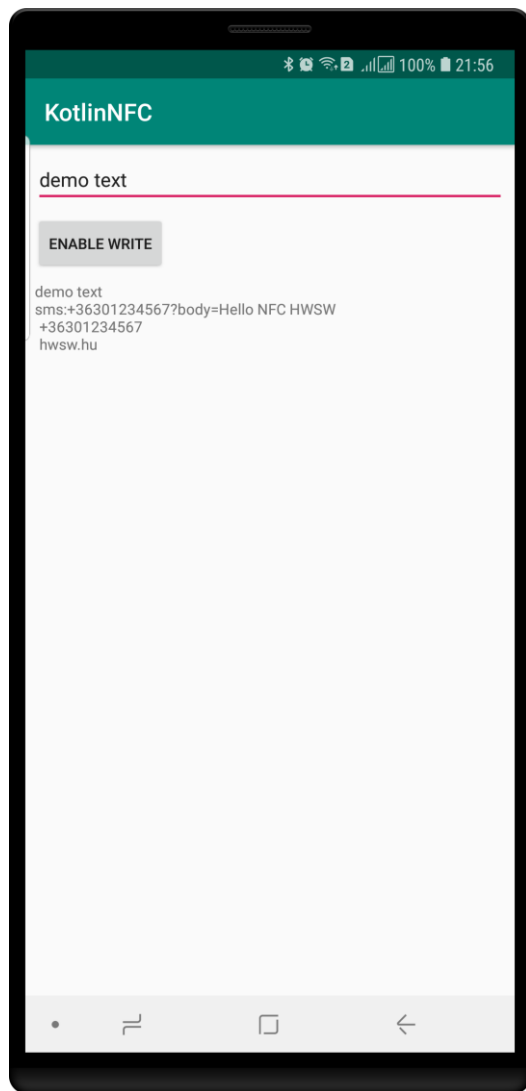 2 100% 21:56
KotlinNFC
demo text
ENABLE WRITE
demo text
sms:+36301234567?body=Hello NFC HWSW
+36301234567
hwsw.hu